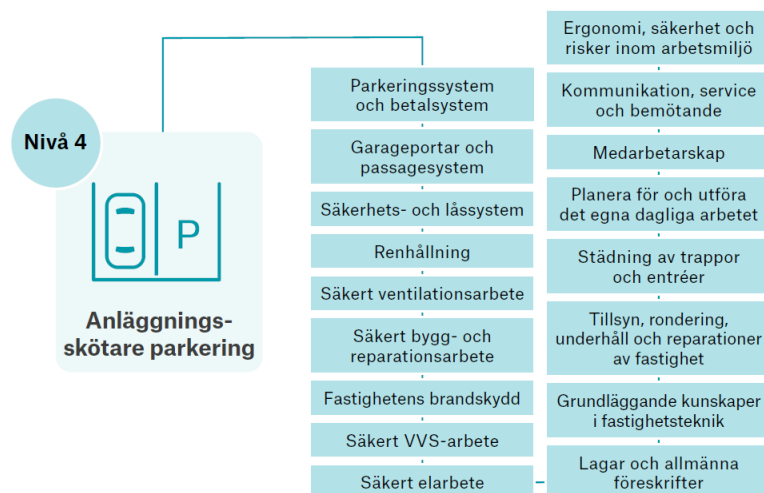 Nivå 4
P
Anläggnings-
skötare parkering
Parkeringssystem
och betalsystem
Garageportar och
passagesystem
Säkerhets- och låssystem
Renhållning
Säkert ventilationsarbete
Säkert bygg- och
reparationsarbete
Fastighetens brandskydd
Säkert VVS-arbete
Säkert elarbete
Ergonomi, säkerhet och
risker inom arbetsmiljö
Kommunikation, service
och bemötande
Medarbetarskap
Planera för och utföra
det egna dagliga arbetet
Städning av trappor
och entréer
Tillsyn, rondering,
underhåll och reparationer
av fastighet
Grundläggande kunskaper
i fastighetsteknik
Lagar och allmänna
föreskrifter